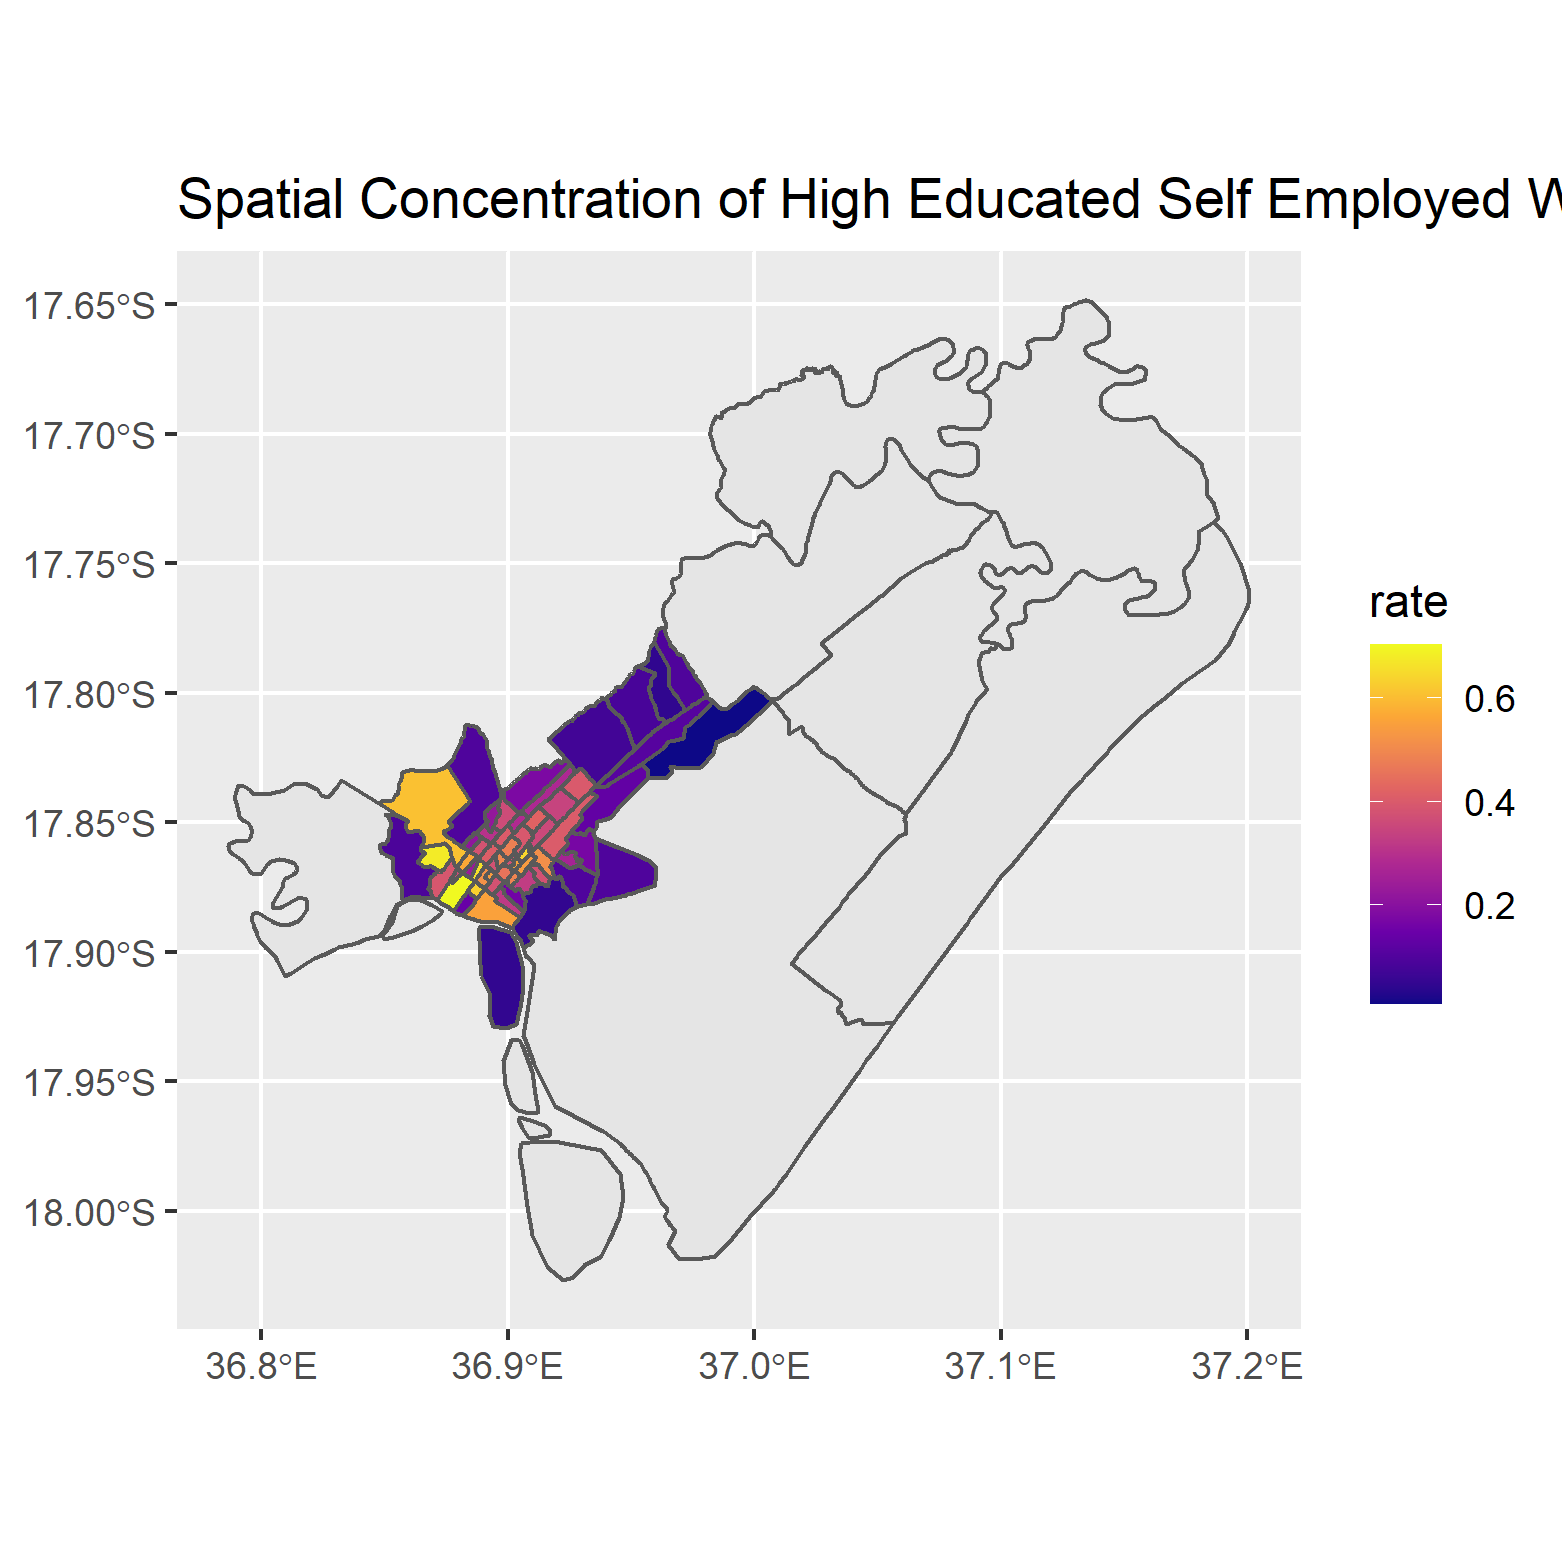 Spatial Concentration of High Educated Self Employed
17.65°S
17.70°S
17.75°S
17.80°S
17.85°S
17.90°S
17.95°S
18.00°S
36.8°E
36.9°E
37.0°E
37.1°E
37.2°E
rate
0.6
0.4
0.2